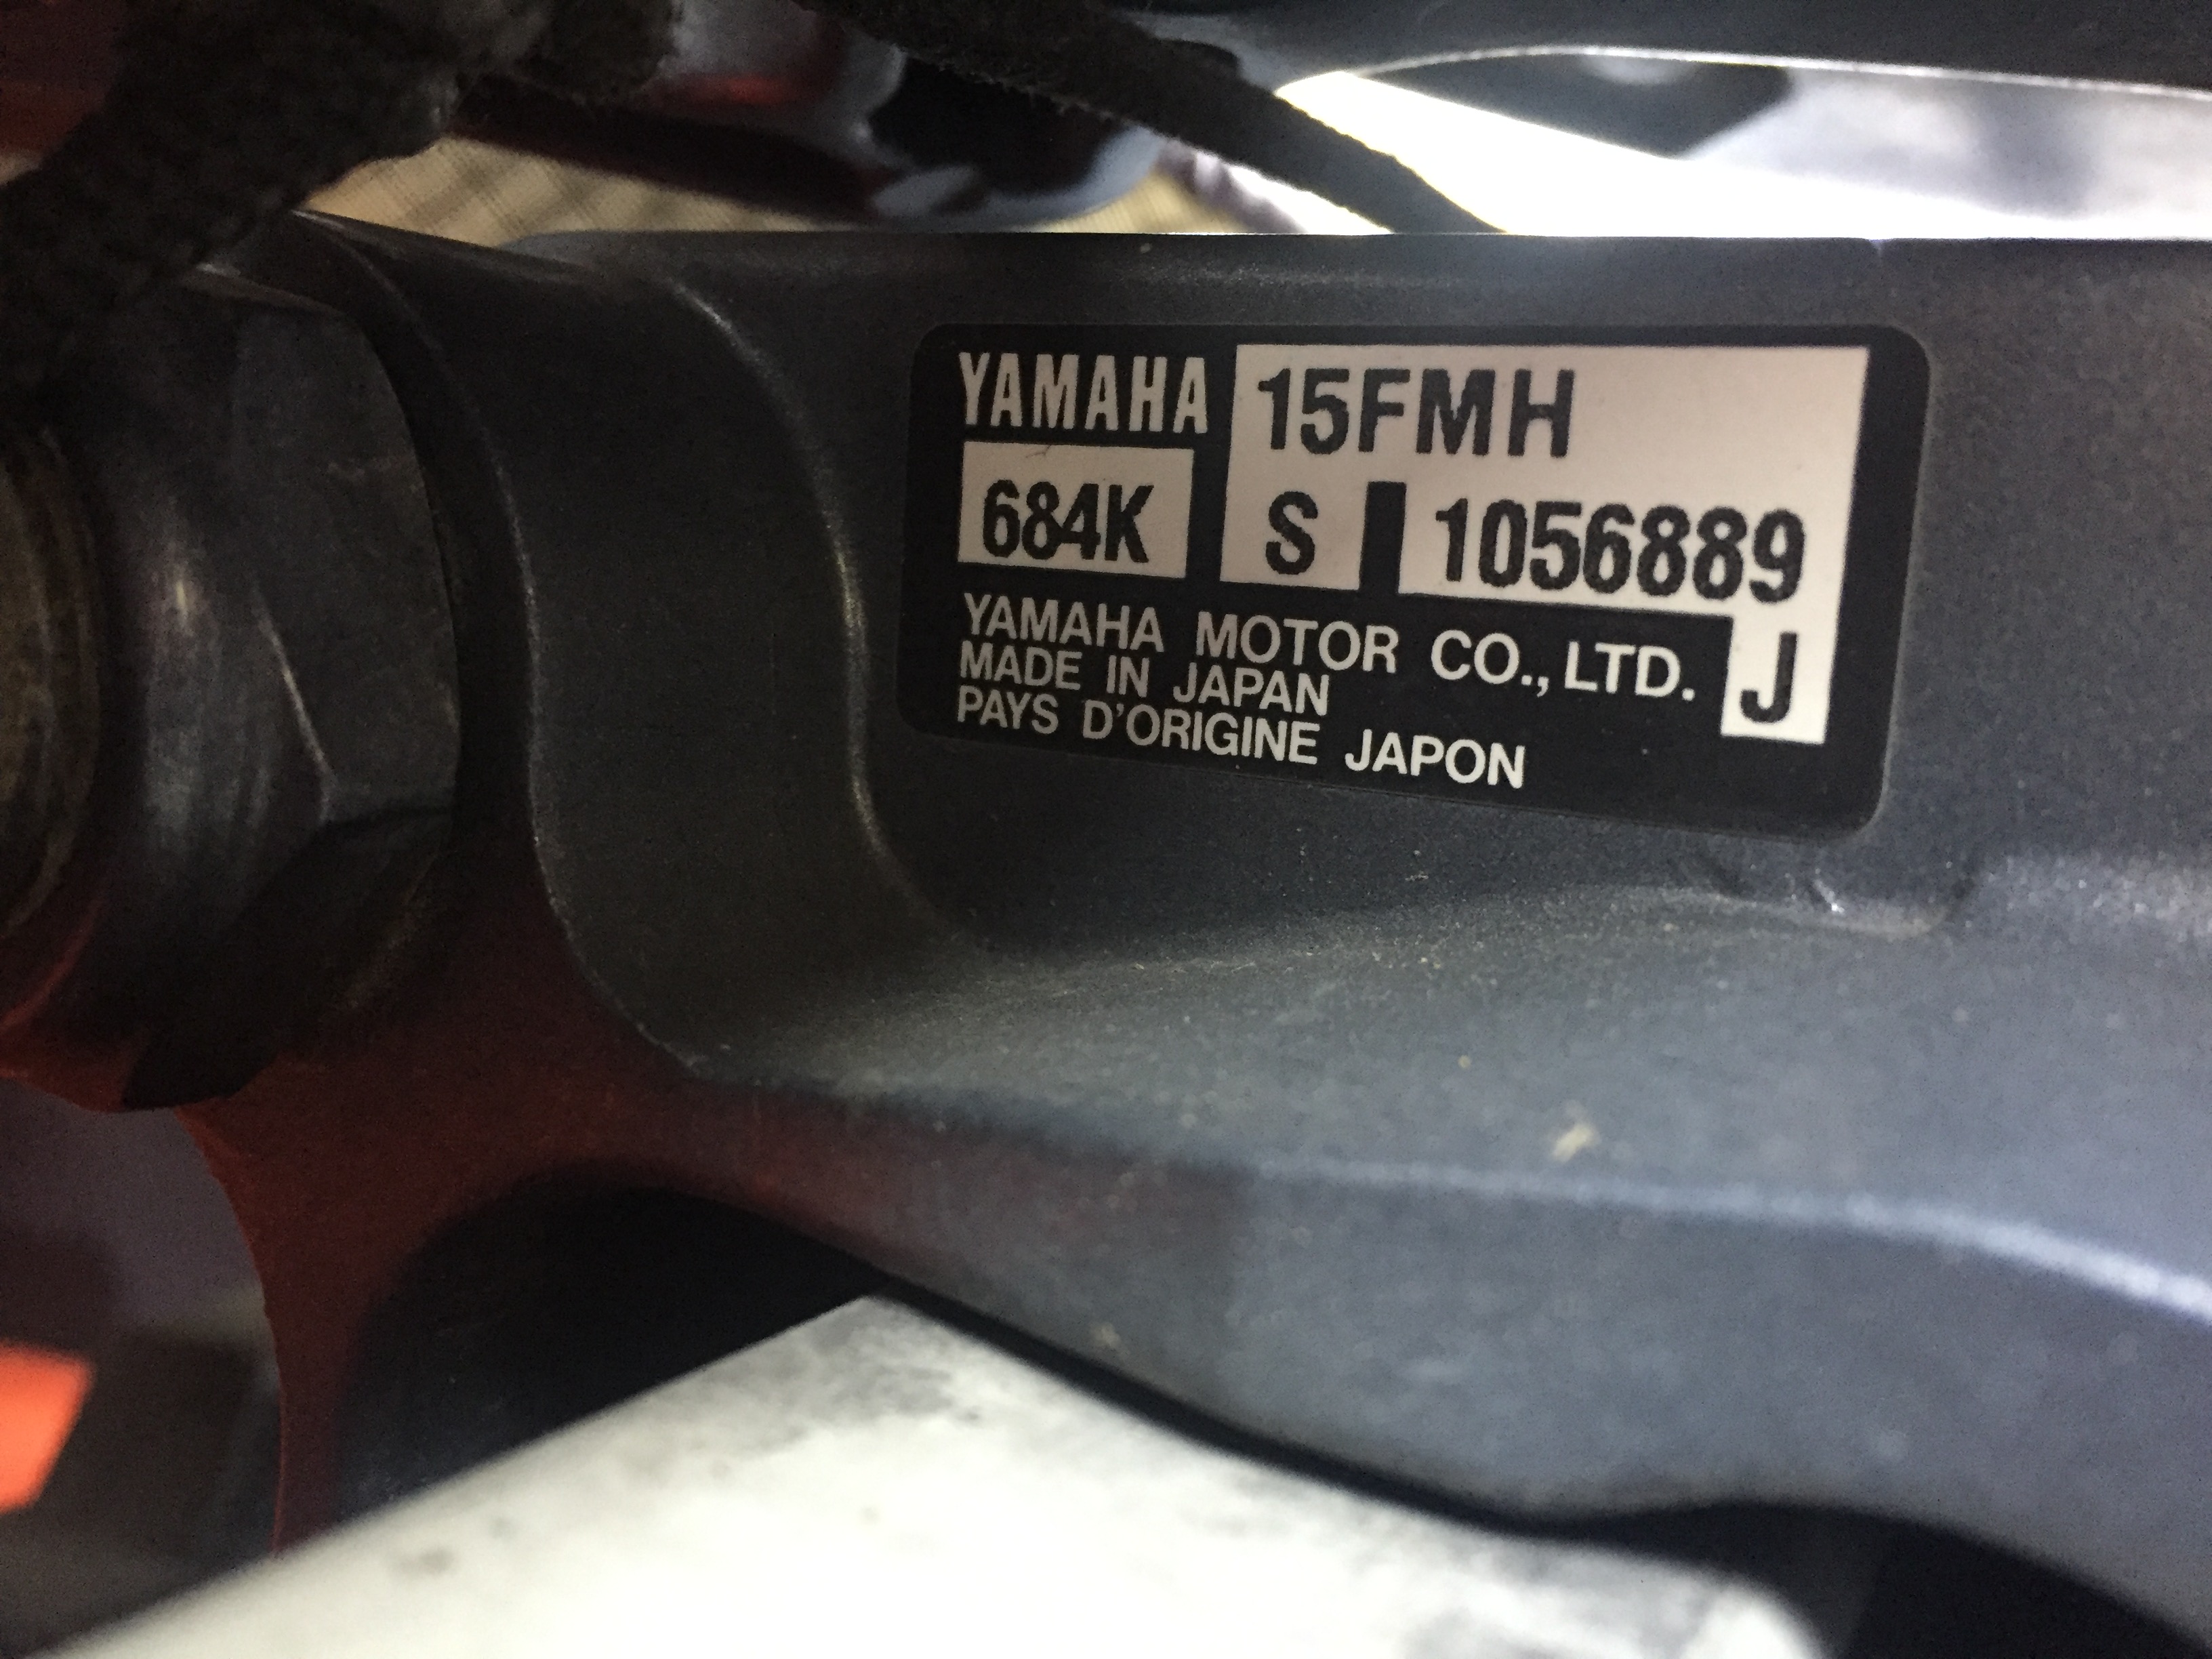 YAMAHA 15FMH
684K S 1056889
YAMAHA MOTOR CO., LTD. J
MADE IN JAPAN
PAYS D'ORIGINE JAPON